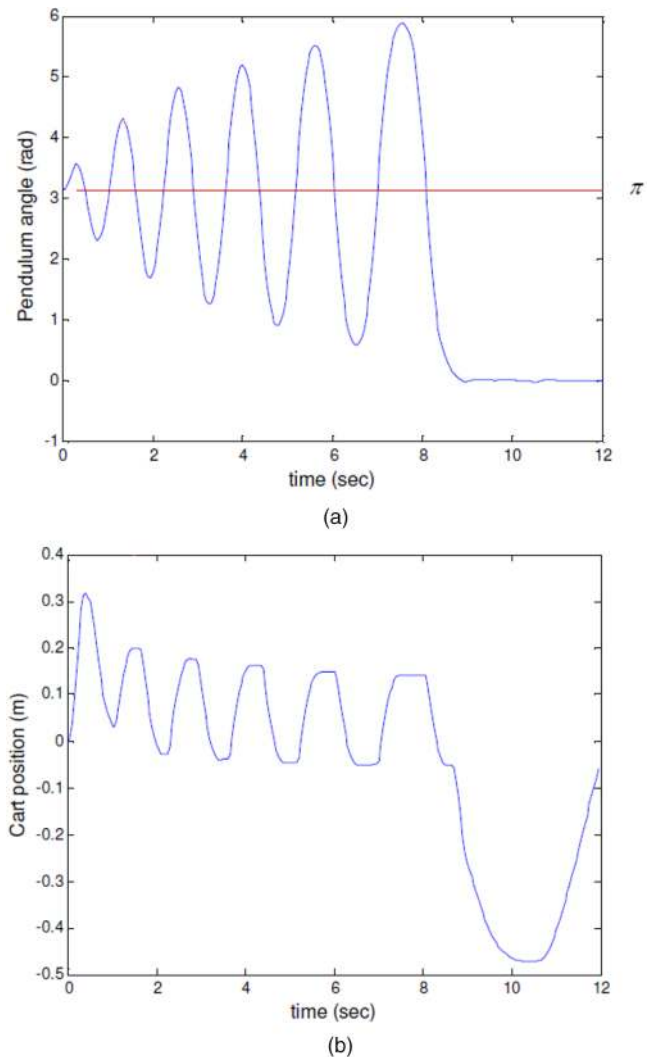 6
5
4
3
2
1
0
-1
Pendulum angle (rad)
π
0 2 4 6 8 10 12
time (sec)
(a)
0.4
0.3
0.2
0.1
0
-0.1
-0.2
-0.3
-0.4
-0.5
Cart position (m)
0 2 4 6 8 10 12
time (sec)
(b)